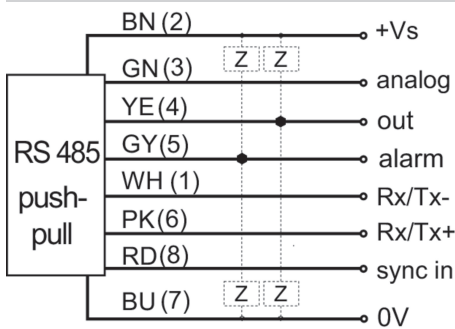 BN (2) +Vs
Z Z
GN (3) analog
YE (4) out
RS 485 GY (5) alarm
push-
WH (1) Rx/Tx-
pull
PK (6) Rx/Tx+
RD (8) sync in
Z Z
BU (7) 0V